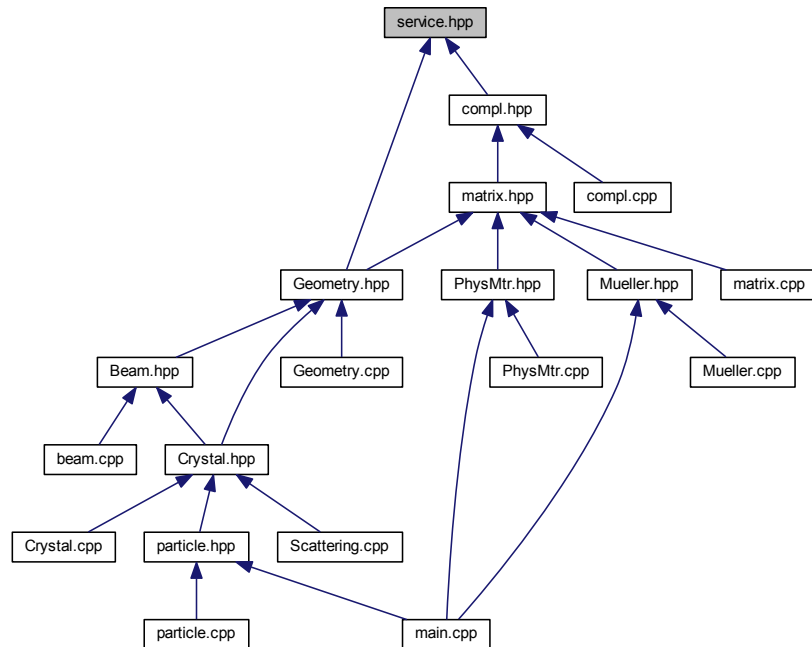 service.hpp
compl.hpp
matrix.hpp
compl.cpp
Geometry.hpp
PhysMtr.hpp
Mueller.hpp
matrix.cpp
Beam.hpp
Geometry.cpp
PhysMtr.cpp
Mueller.cpp
beam.cpp
Crystal.hpp
Crystal.cpp
particle.hpp
Scattering.cpp
particle.cpp
main.cpp